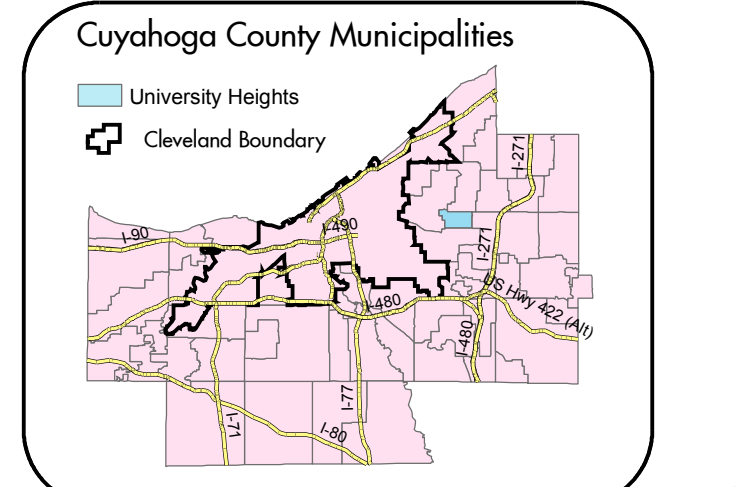 Cuyahoga County Municipalities
University Heights
Cleveland Boundary
I-271
I-90
I-490
I-271
US Hwy 422 (Alt)
I-480
I-480
I-77
I-71
I-80